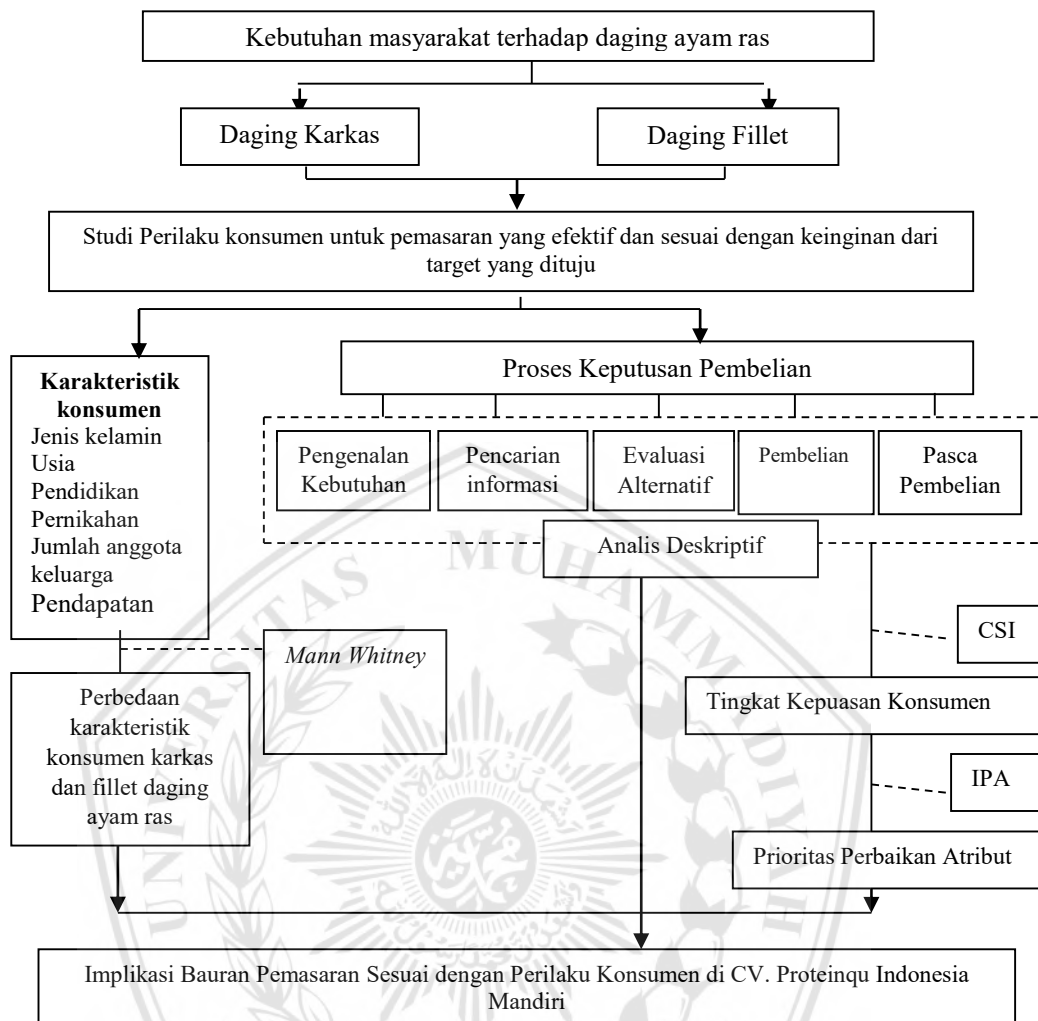 Kebutuhan masyarakat terhadap daging ayam ras
Daging Karkas
Daging Fillet
Studi Perilaku konsumen untuk pemasaran yang efektif dan sesuai dengan keinginan dari
target yang dituju
Karakteristik
konsumen
Jenis kelamin
Usia
Pendidikan
Pernikahan
Jumlah anggota
keluarga
Pendapatan
Proses Keputusan Pembelian
Pengenalan
Kebutuhan
Pencarian
informasi
Evaluasi
Alternatif
Pembelian
Pasca
Pembelian
Analis Deskriptif
Mann Whitney
CSI
Perbedaan
karakteristik
konsumen karkas
dan fillet daging
ayam ras
Tingkat Kepuasan Konsumen
IPA
Prioritas Perbaikan Atribut
Implikasi Bauran Pemasaran Sesuai dengan Perilaku Konsumen di CV. Proteinqu Indonesia
Mandiri
UNIVERSITAS MUHAMMADIYAH